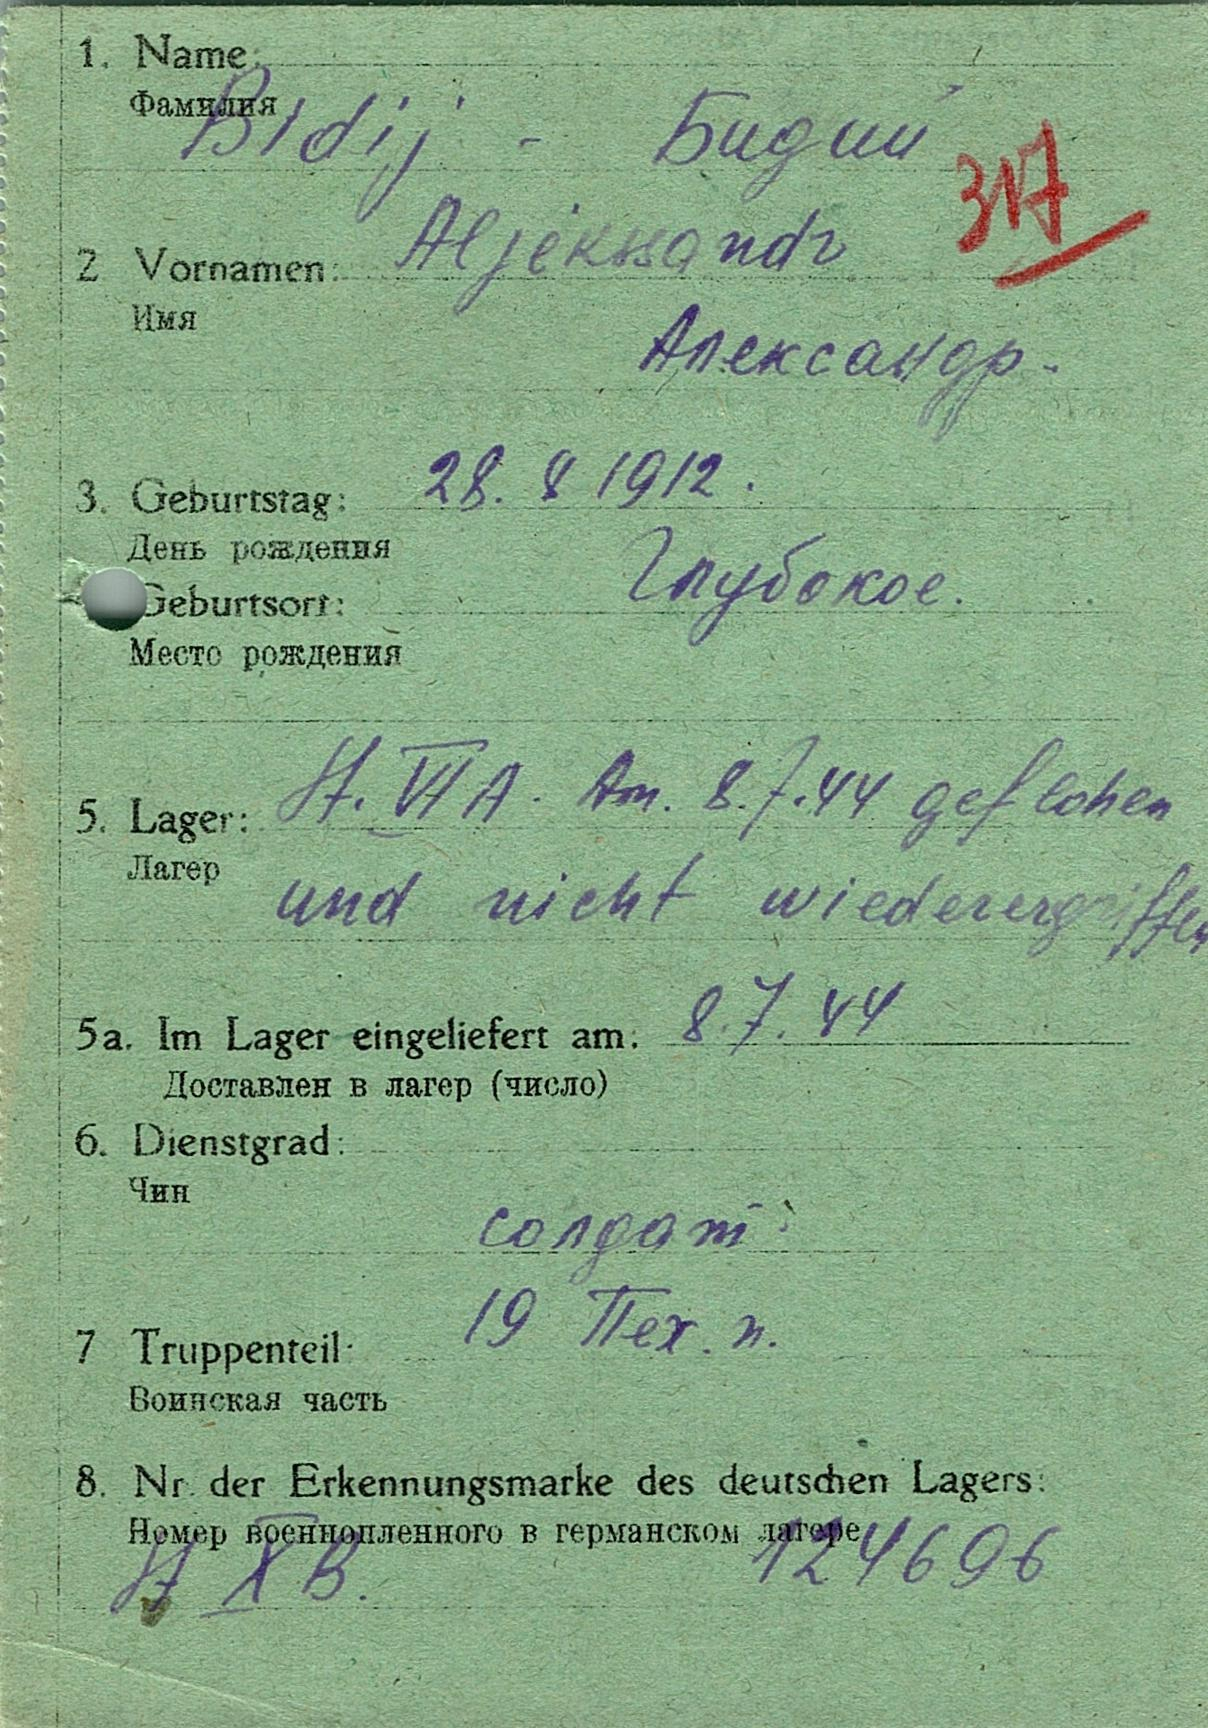 1. Name:
Фамилия
Bidij - Бидий
317
Aljekssandr
2 Vornamen:
Имя
Александр.
3. Geburtstag: 28. 8 1912.
День рождения
Глубокое.
Geburtsort:
Место рождения
5. Lager: St. VI A. Am. 8.7.44 geflohen
Лагер
und nicht wiederergriffen
5a. Im Lager eingeliefert am: 8.7.44
Доставлен в лагер (число)
6. Dienstgrad:
Чин
солдат
19 Пех. п.
7 Truppenteil:
Воинская часть
8. Nr. der Erkennungsmarke des deutschen Lagers:
Номер военнопленного в германском лагере
St X B. 124696